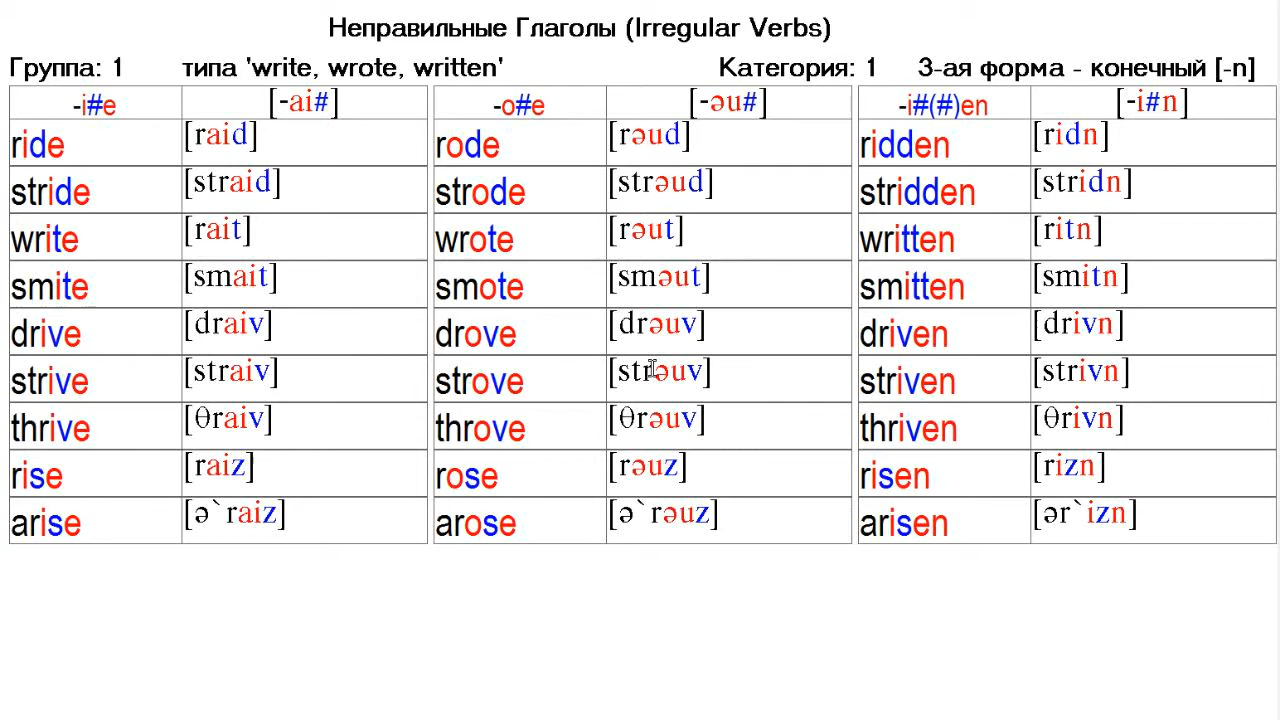 Неправильные Глаголы (Irregular Verbs)
Группа: 1 типа 'write, wrote, written' Категория: 1 3-ая форма - конечный [-n]
-i#e [-ai#] -o#e [-əu#] -i#(#)en [-i#n]
ride [raid] rode [rəud] ridden [ridn]
stride [straid] strode [strəud] stridden [stridn]
write [rait] wrote [rəut] written [ritn]
smite [smait] smote [sməut] smitten [smitn]
drive [draiv] drove [drəuv] driven [drivn]
strive [straiv] strove [strəuv] striven [strivn]
thrive [θraiv] throve [θrəuv] thriven [θrivn]
rise [raiz] rose [rəuz] risen [rizn]
arise [ə`raiz] arose [ə`rəuz] arisen [ər`izn]